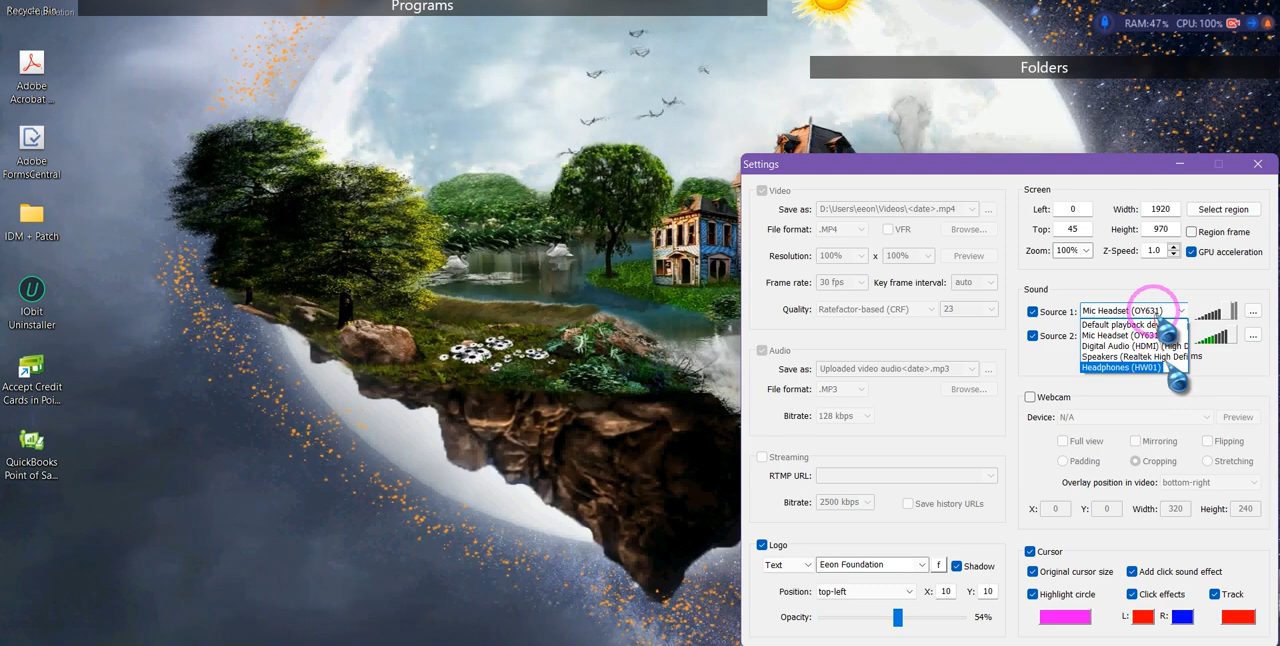 Recycle Bin
Programs
RAM:47% CPU:100%
Folders
Adobe
Acrobat ...
Adobe
FormsCentral
IDM + Patch
IObit
Uninstaller
Accept Credit
Cards in Poi...
QuickBooks
Point of Sa...
Settings
Video
Save as: D:\Users\eeon\Videos\<date>.mp4 ...
File format: .MP4 VFR Browse...
Resolution: 100% x 100% Preview
Frame rate: 30 fps Key frame interval: auto
Quality: Ratefactor-based (CRF) 23
Audio
Save as: Uploaded video audio<date>.mp3 ...
File format: .MP3 Browse...
Bitrate: 128 kbps
Streaming
RTMP URL:
Bitrate: 2500 kbps Save history URLs
Logo
Text Eeon Foundation f Shadow
Position: top-left X: 10 Y: 10
Opacity: 54%
Screen
Left: 0 Width: 1920 Select region
Top: 45 Height: 970 Region frame
Zoom: 100% Z-Speed: 1.0 GPU acceleration
Sound
Source 1: Mic Headset (OY631) ...
Default playback dev
Source 2: Mic Headset (OY631 ...
Digital Audio (HDMI) (High D
Speakers (Realtek High Defi
ms
Headphones (HW01)
Webcam
Device: N/A Preview
Full view Mirroring Flipping
Padding Cropping Stretching
Overlay position in video: bottom-right
X: 0 Y: 0 Width: 320 Height: 240
Cursor
Original cursor size Add click sound effect
Highlight circle Click effects Track
L: R: